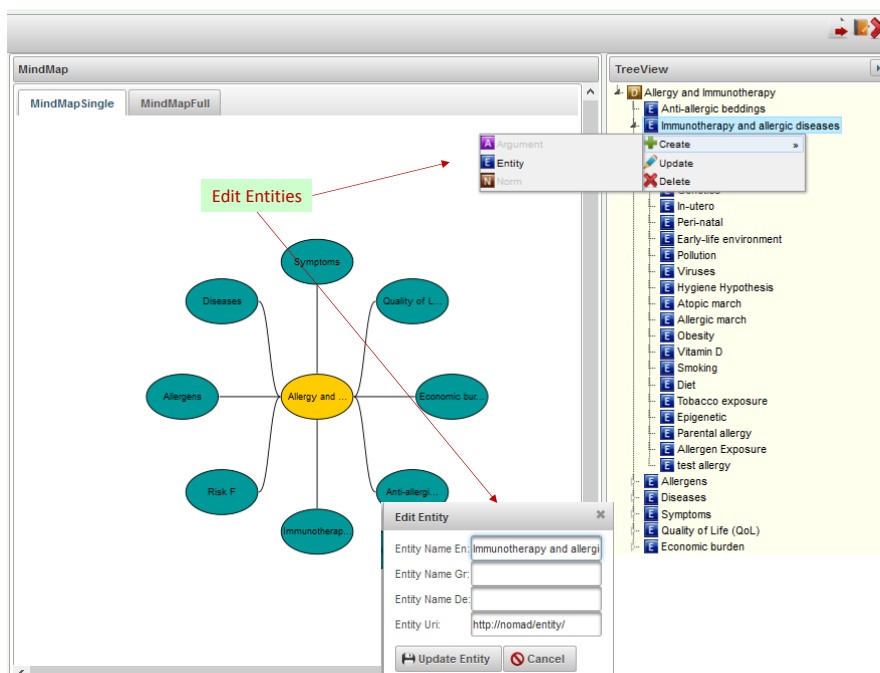 MindMap
MindMapSingle
MindMapFull
Edit Entities
Symptoms
Diseases
Quality of L...
Allergens
Allergy and ...
Economic bur...
Risk F
Anti-allergi...
Immunotherap...
TreeView
D Allergy and Immunotherapy
E Anti-allergic beddings
E Immunotherapy and allergic diseases
A Argument
E Entity
N Norm
Create »
Update
Delete
E In-utero
E Peri-natal
E Early-life environment
E Pollution
E Viruses
E Hygiene Hypothesis
E Atopic march
E Allergic march
E Obesity
E Vitamin D
E Smoking
E Diet
E Tobacco exposure
E Epigenetic
E Parental allergy
E Allergen Exposure
E test allergy
E Allergens
E Diseases
E Symptoms
E Quality of Life (QoL)
E Economic burden
Edit Entity
Entity Name En: Immunotherapy and allergi
Entity Name Gr:
Entity Name De:
Entity Uri: http://nomad/entity/
Update Entity
Cancel